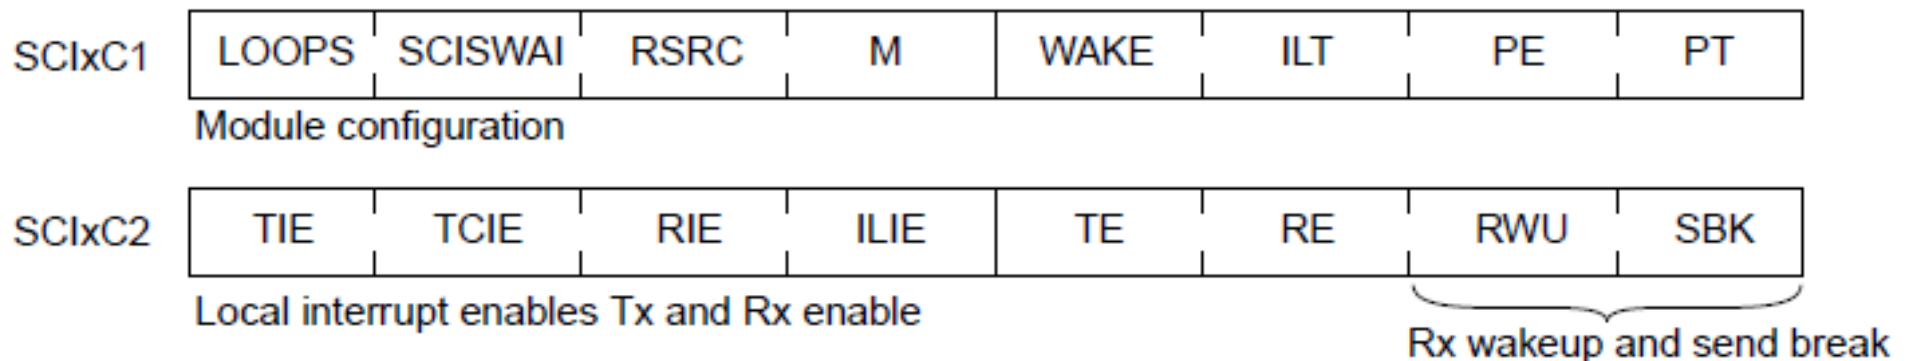 SCIxC1 LOOPS SCISWAI RSRC M WAKE ILT PE PT
Module configuration
SCIxC2 TIE TCIE RIE ILIE TE RE RWU SBK
Local interrupt enables Tx and Rx enable
Rx wakeup and send break